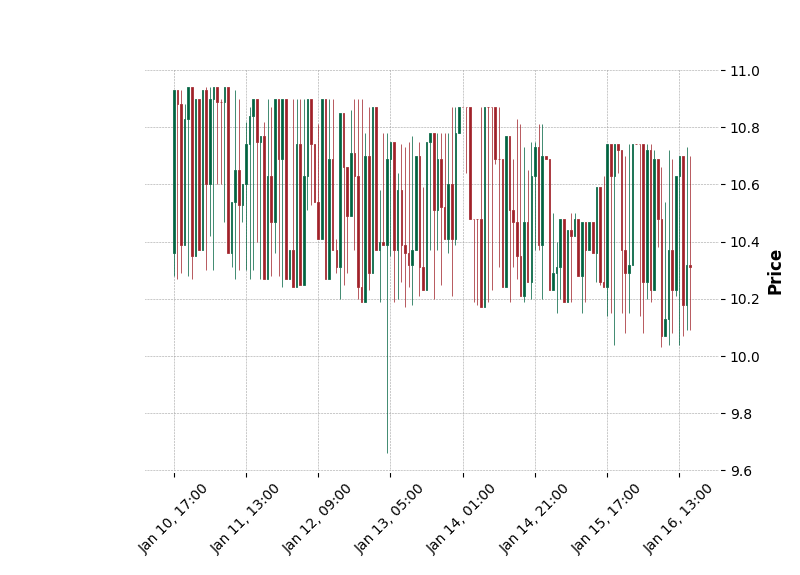 11.0
10.8
10.6
10.4
10.2
10.0
9.8
9.6
Price
Jan 10, 17:00
Jan 11, 13:00
Jan 12, 09:00
Jan 13, 05:00
Jan 14, 01:00
Jan 14, 21:00
Jan 15, 17:00
Jan 16, 13:00